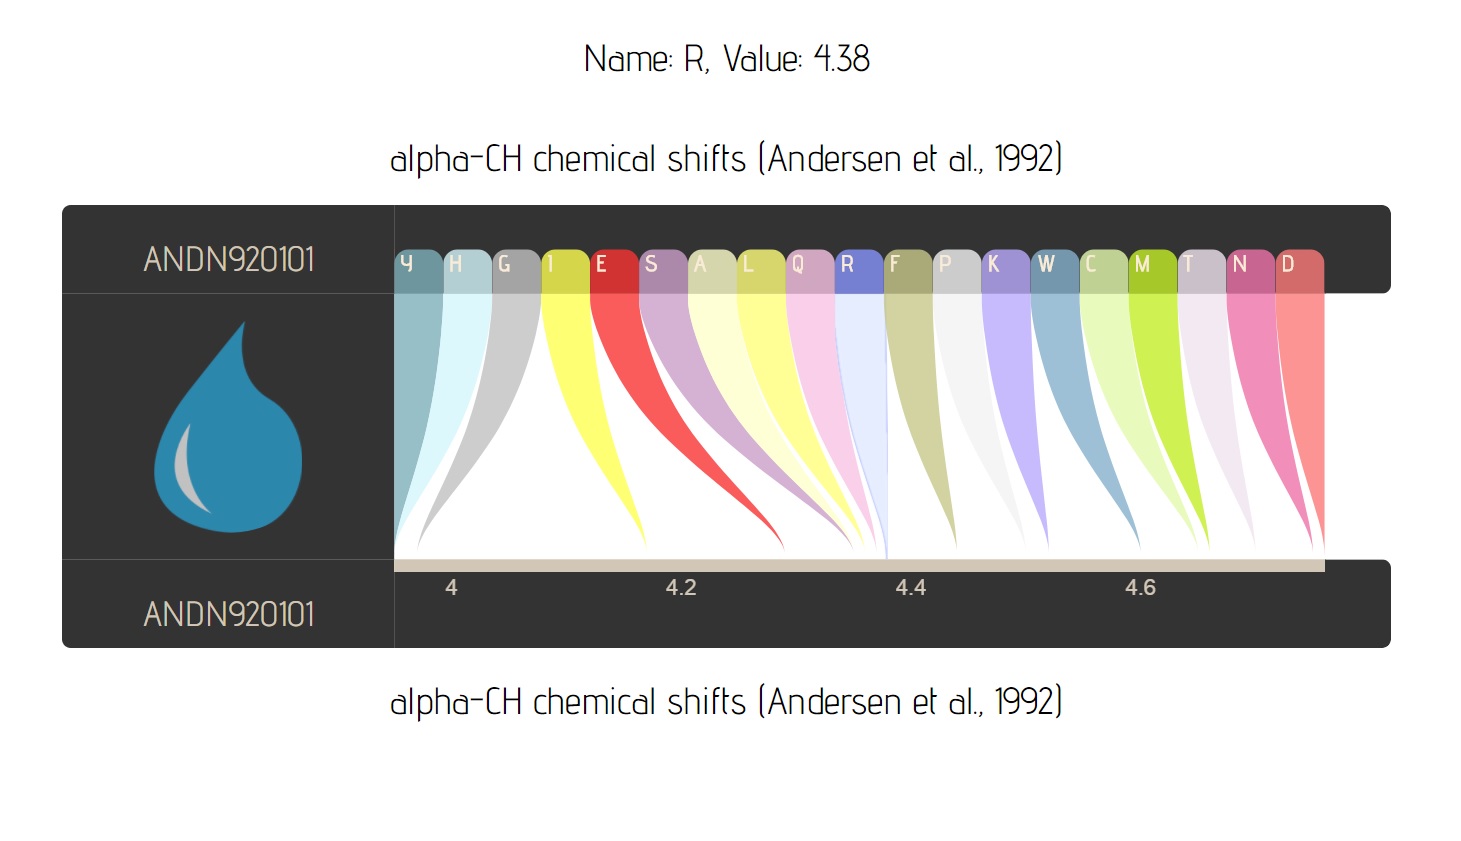 Name: R, Value: 4.38
alpha-CH chemical shifts (Andersen et al., 1992)
ANDN920101
Y H G I E S A L Q R F P K W C M T N D
4 4.2 4.4 4.6
ANDN920101
alpha-CH chemical shifts (Andersen et al., 1992)